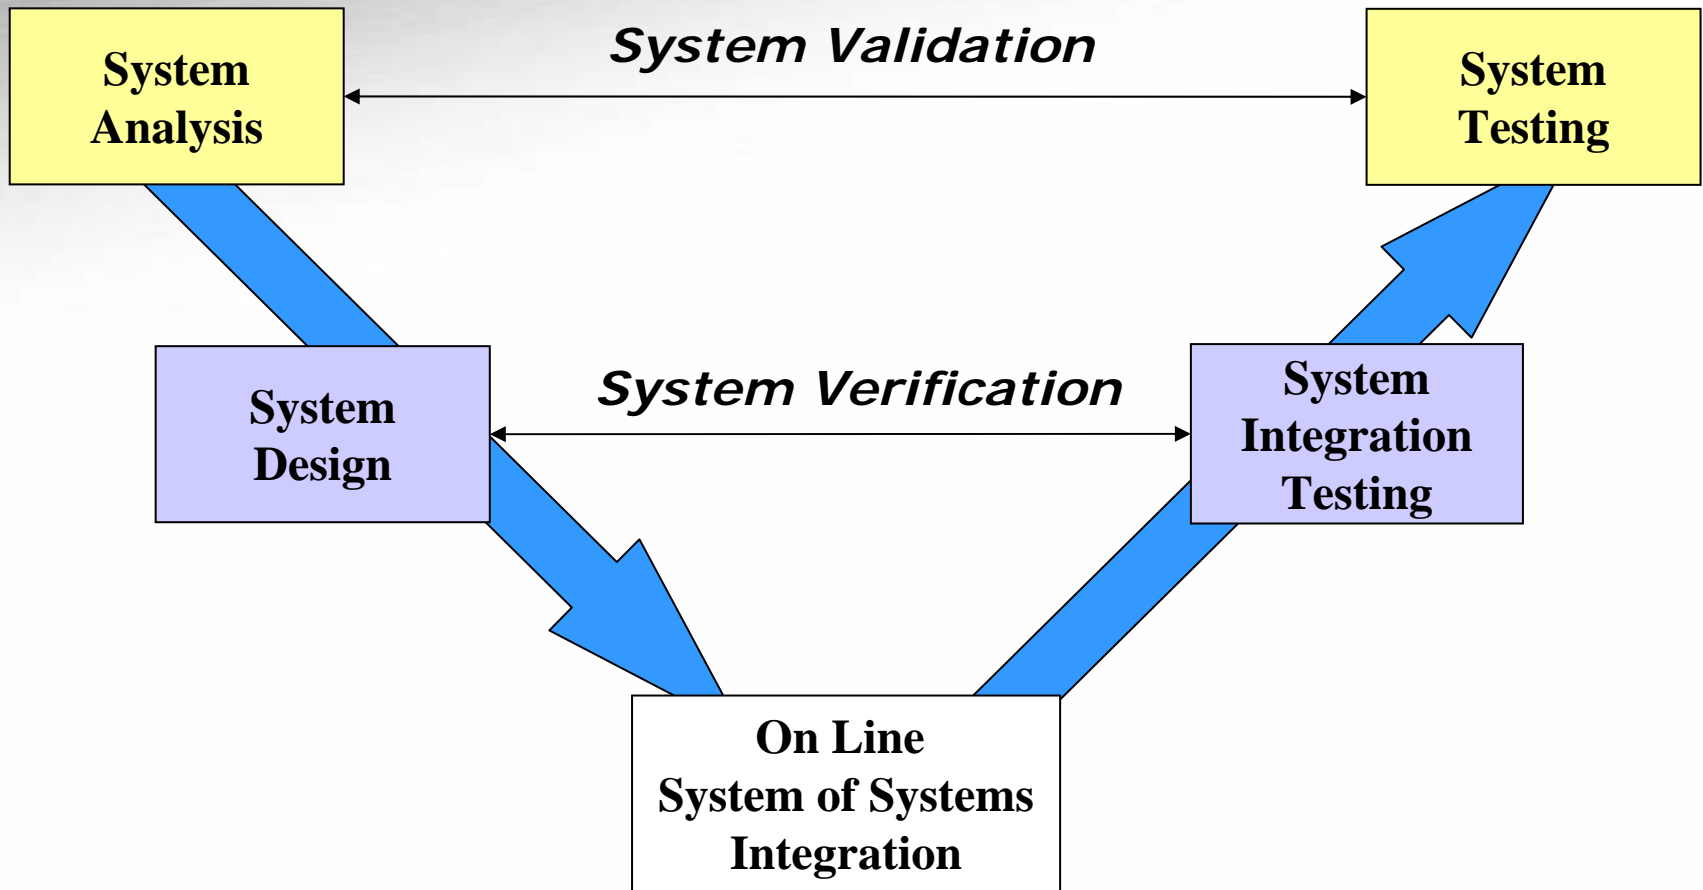 System
Analysis
System Validation
System
Testing
System
Design
System Verification
System
Integration
Testing
On Line
System of Systems
Integration